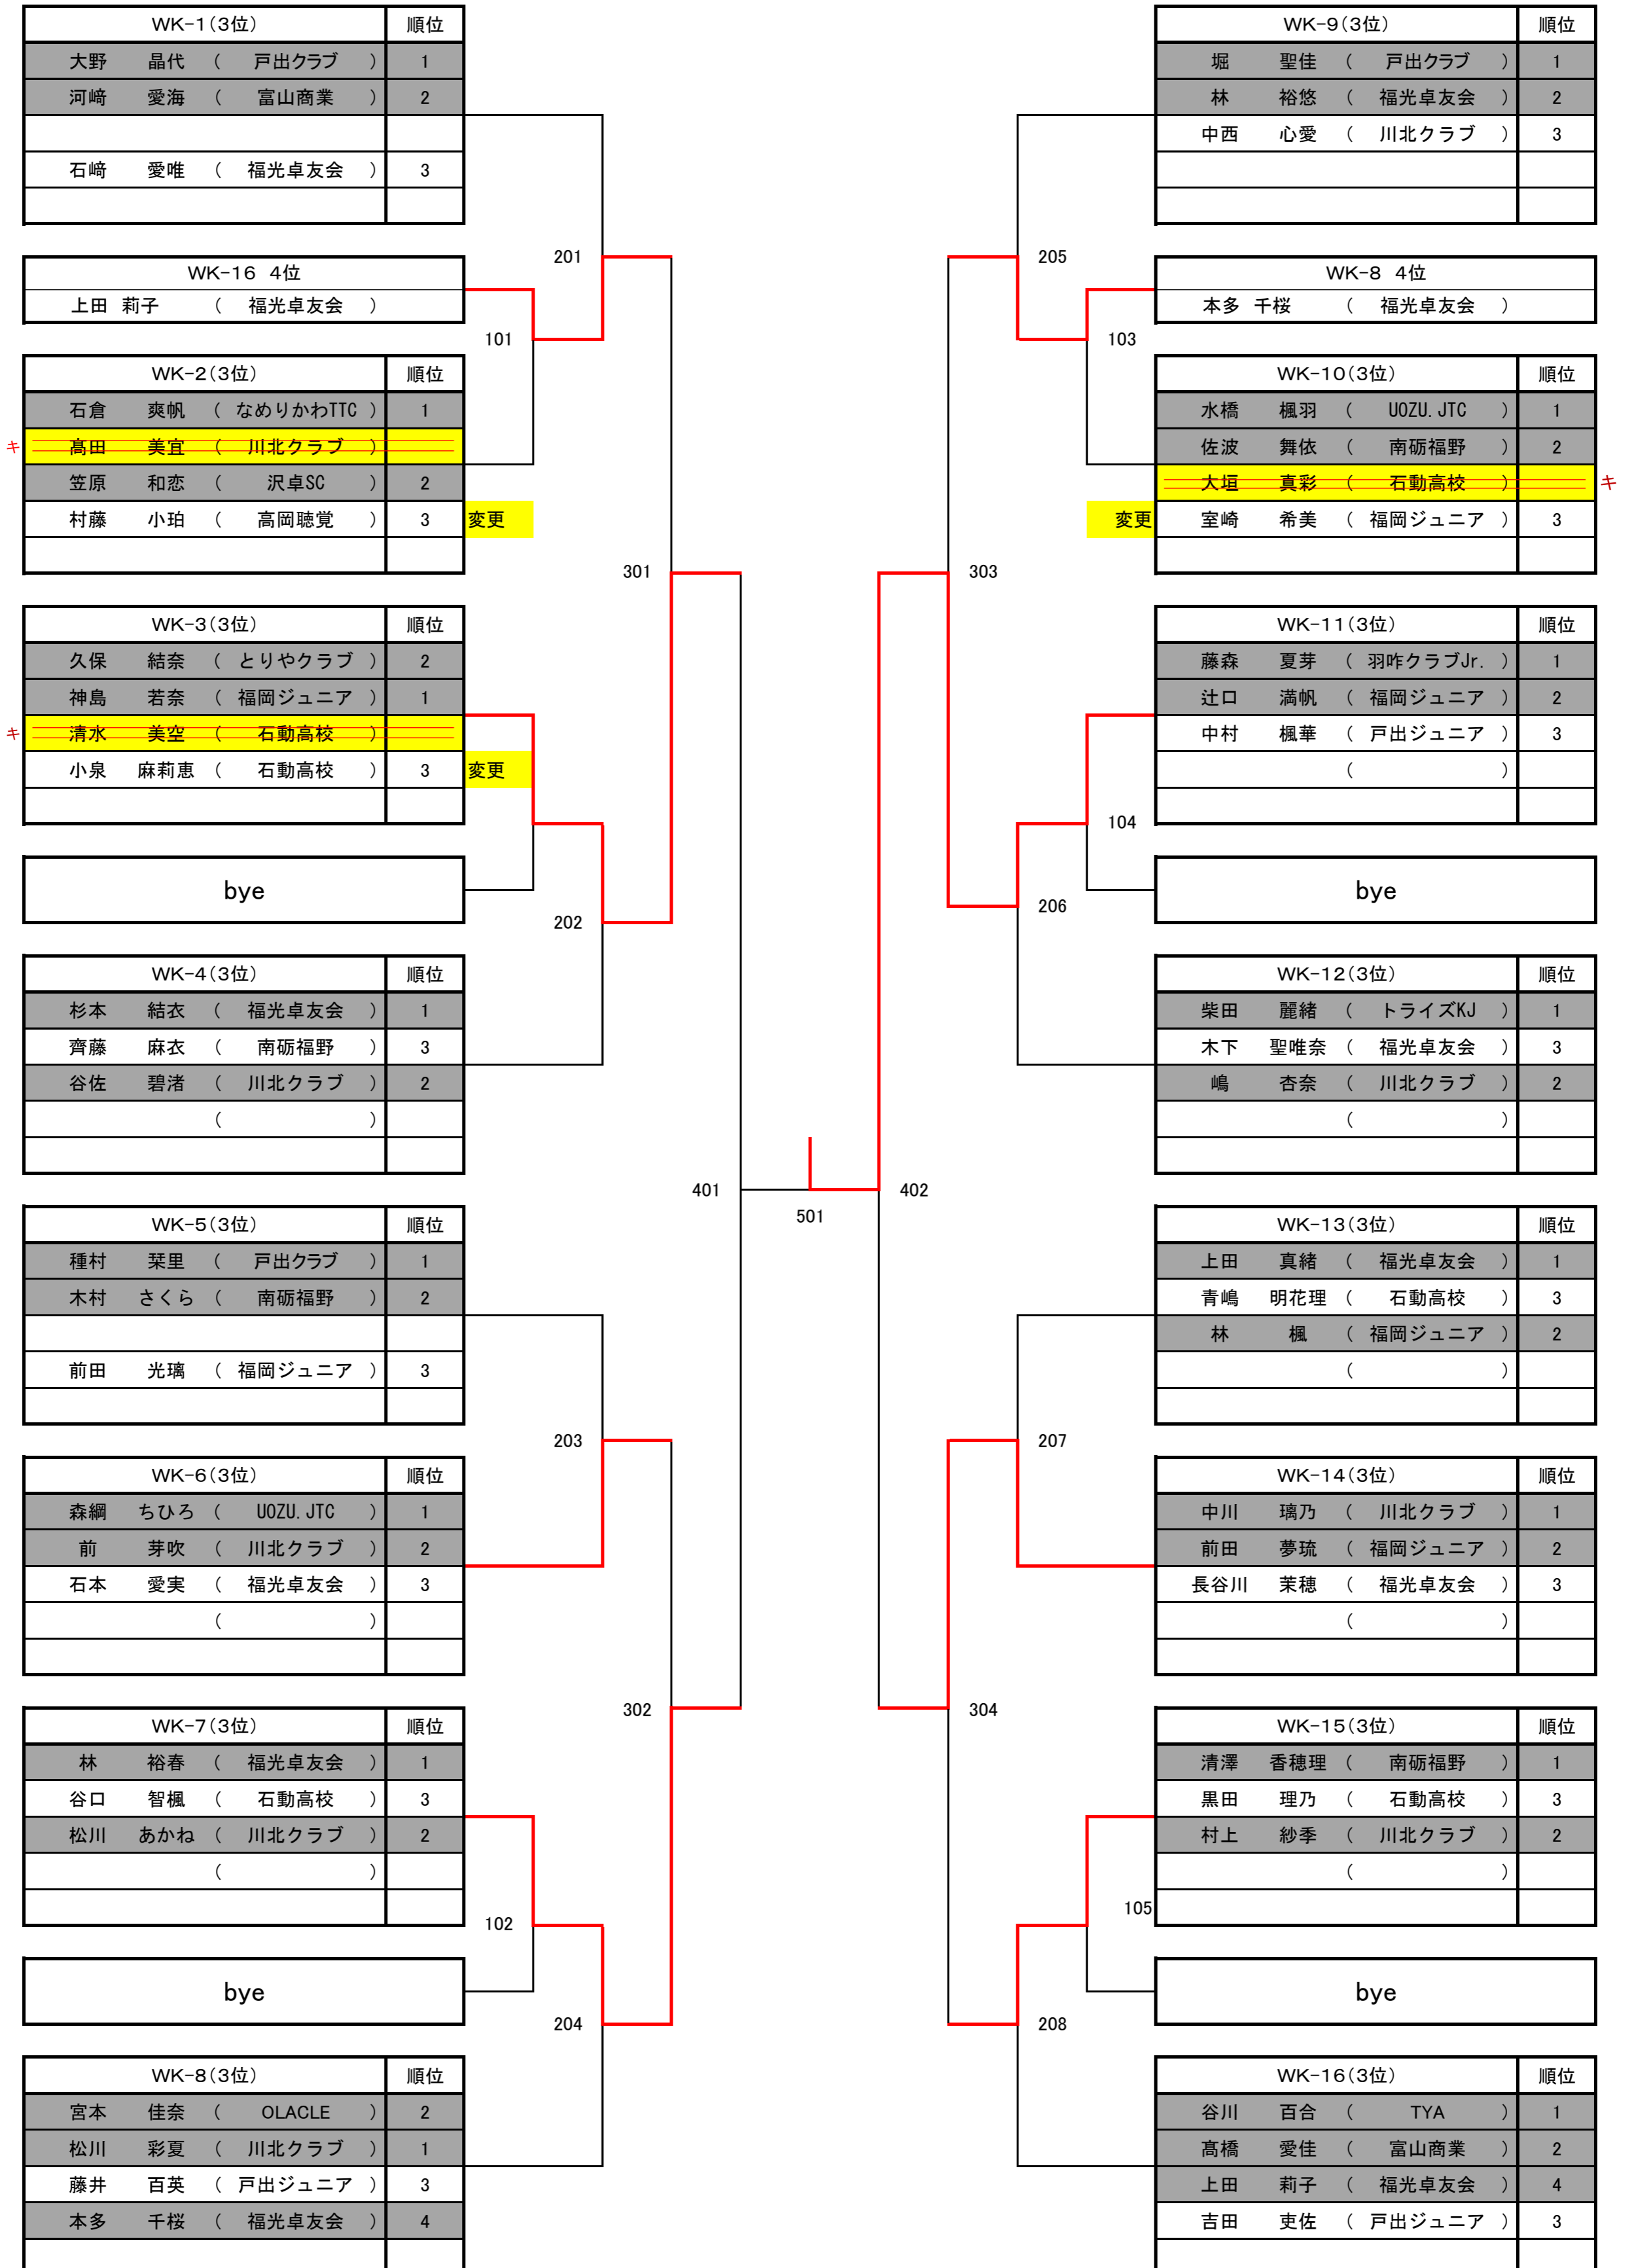 WK-1(3位) 順位
大野 晶代 ( 戸出クラブ ) 1
河﨑 愛海 ( 富山商業 ) 2
石﨑 愛唯 ( 福光卓友会 ) 3
201
WK-16 4位
上田 莉子 ( 福光卓友会 )
101
WK-2(3位) 順位
石倉 爽帆 ( なめりかわTTC ) 1
キ 髙田 美宜 ( 川北クラブ )
笠原 和恋 ( 沢卓SC ) 2
村藤 小珀 ( 高岡聴覚 ) 3 変更
301
WK-3(3位) 順位
久保 結奈 ( とりやクラブ ) 2
神島 若奈 ( 福岡ジュニア ) 1
キ 清水 美空 ( 石動高校 )
小泉 麻莉恵 ( 石動高校 ) 3 変更
bye
202
WK-4(3位) 順位
杉本 結衣 ( 福光卓友会 ) 1
齊藤 麻衣 ( 南砺福野 ) 3
谷佐 碧渚 ( 川北クラブ ) 2
( )
401
501
WK-5(3位) 順位
種村 栞里 ( 戸出クラブ ) 1
木村 さくら ( 南砺福野 ) 2
前田 光璃 ( 福岡ジュニア ) 3
203
WK-6(3位) 順位
森綱 ちひろ ( UOZU.JTC ) 1
前 芽吹 ( 川北クラブ ) 2
石本 愛実 ( 福光卓友会 ) 3
( )
302
WK-7(3位) 順位
林 裕春 ( 福光卓友会 ) 1
谷口 智楓 ( 石動高校 ) 3
松川 あかね ( 川北クラブ ) 2
( )
102
bye
204
WK-8(3位) 順位
宮本 佳奈 ( OLACLE ) 2
松川 彩夏 ( 川北クラブ ) 1
藤井 百英 ( 戸出ジュニア ) 3
本多 千桜 ( 福光卓友会 ) 4
WK-9(3位) 順位
堀 聖佳 ( 戸出クラブ ) 1
林 裕悠 ( 福光卓友会 ) 2
中西 心愛 ( 川北クラブ ) 3
205
WK-8 4位
本多 千桜 ( 福光卓友会 )
103
WK-10(3位) 順位
水橋 楓羽 ( UOZU.JTC ) 1
佐波 舞依 ( 南砺福野 ) 2
大垣 真彩 ( 石動高校 ) キ
変更 室崎 希美 ( 福岡ジュニア ) 3
303
WK-11(3位) 順位
藤森 夏芽 ( 羽咋クラブJr. ) 1
辻口 満帆 ( 福岡ジュニア ) 2
中村 楓華 ( 戸出ジュニア ) 3
( )
104
bye
206
WK-12(3位) 順位
柴田 麗緒 ( トライズKJ ) 1
木下 聖唯奈 ( 福光卓友会 ) 3
嶋 杏奈 ( 川北クラブ ) 2
( )
402
WK-13(3位) 順位
上田 真緒 ( 福光卓友会 ) 1
青嶋 明花理 ( 石動高校 ) 3
林 楓 ( 福岡ジュニア ) 2
( )
207
WK-14(3位) 順位
中川 璃乃 ( 川北クラブ ) 1
前田 夢琉 ( 福岡ジュニア ) 2
長谷川 茉穂 ( 福光卓友会 ) 3
( )
304
WK-15(3位) 順位
清澤 香穂理 ( 南砺福野 ) 1
黒田 理乃 ( 石動高校 ) 3
村上 紗季 ( 川北クラブ ) 2
( )
105
bye
208
WK-16(3位) 順位
谷川 百合 ( TYA ) 1
髙橋 愛佳 ( 富山商業 ) 2
上田 莉子 ( 福光卓友会 ) 4
吉田 吏佐 ( 戸出ジュニア ) 3